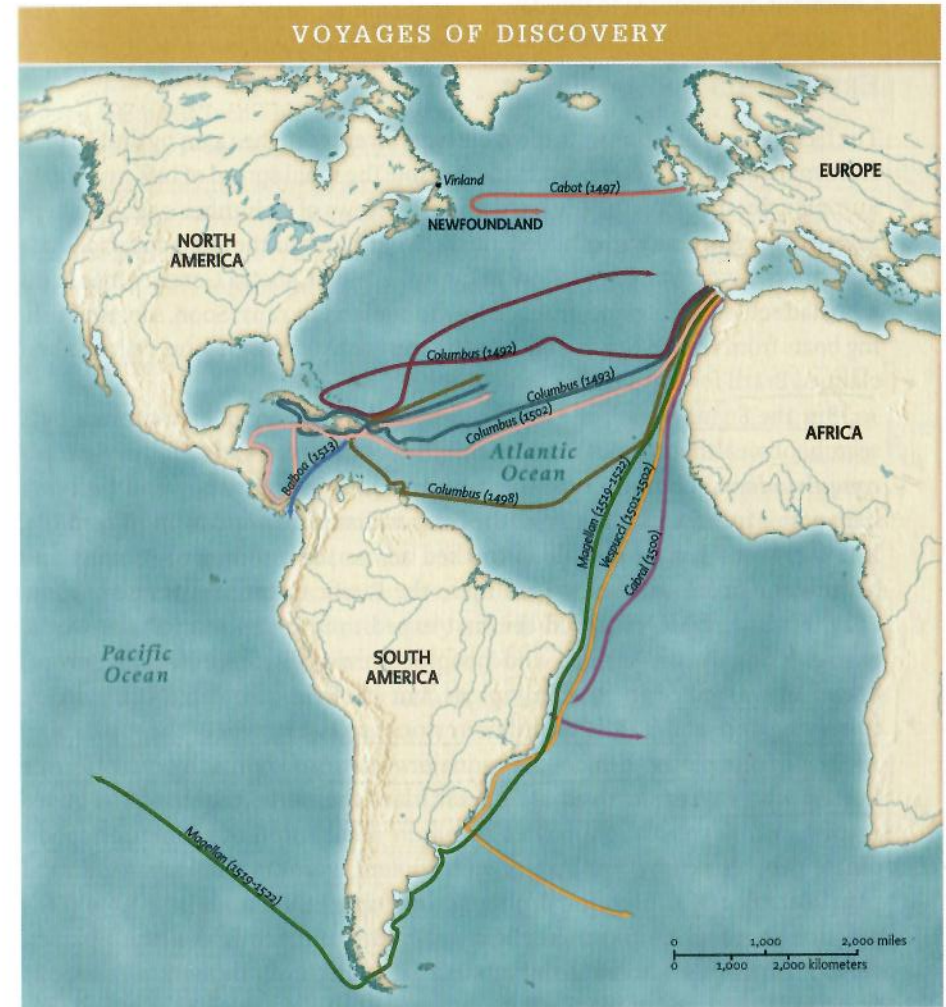 VOYAGES OF DISCOVERY
EUROPE
Vinland
Cabot (1497)
NEWFOUNDLAND
NORTH
AMERICA
Columbus (1492)
Columbus (1493)
Columbus (1502)
AFRICA
Atlantic
Ocean
Balboa (1513)
Columbus (1498)
Magellan (1519-1522)
Vespucci (1501-1502)
Cabral (1500)
Pacific
Ocean
SOUTH
AMERICA
Magellan (1519-1522)
0 1,000 2,000 miles
0 1,000 2,000 kilometers